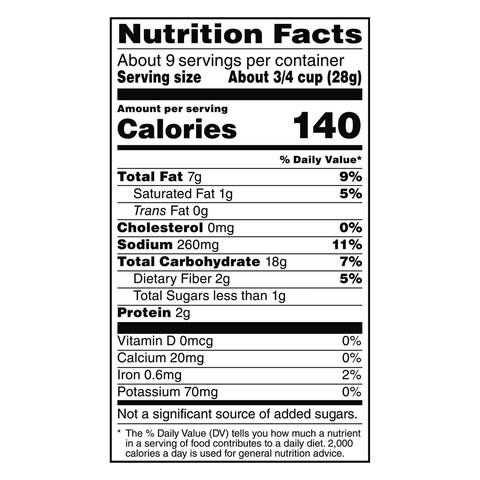 Nutrition Facts
About 9 servings per container
Serving size About 3/4 cup (28g)
Amount per serving
Calories 140
% Daily Value*
Total Fat 7g 9%
Saturated Fat 1g 5%
Trans Fat 0g
Cholesterol 0mg 0%
Sodium 260mg 11%
Total Carbohydrate 18g 7%
Dietary Fiber 2g 5%
Total Sugars less than 1g
Protein 2g
Vitamin D 0mcg 0%
Calcium 20mg 0%
Iron 0.6mg 2%
Potassium 70mg 0%
Not a significant source of added sugars.
* The % Daily Value (DV) tells you how much a nutrient
in a serving of food contributes to a daily diet. 2,000
calories a day is used for general nutrition advice.